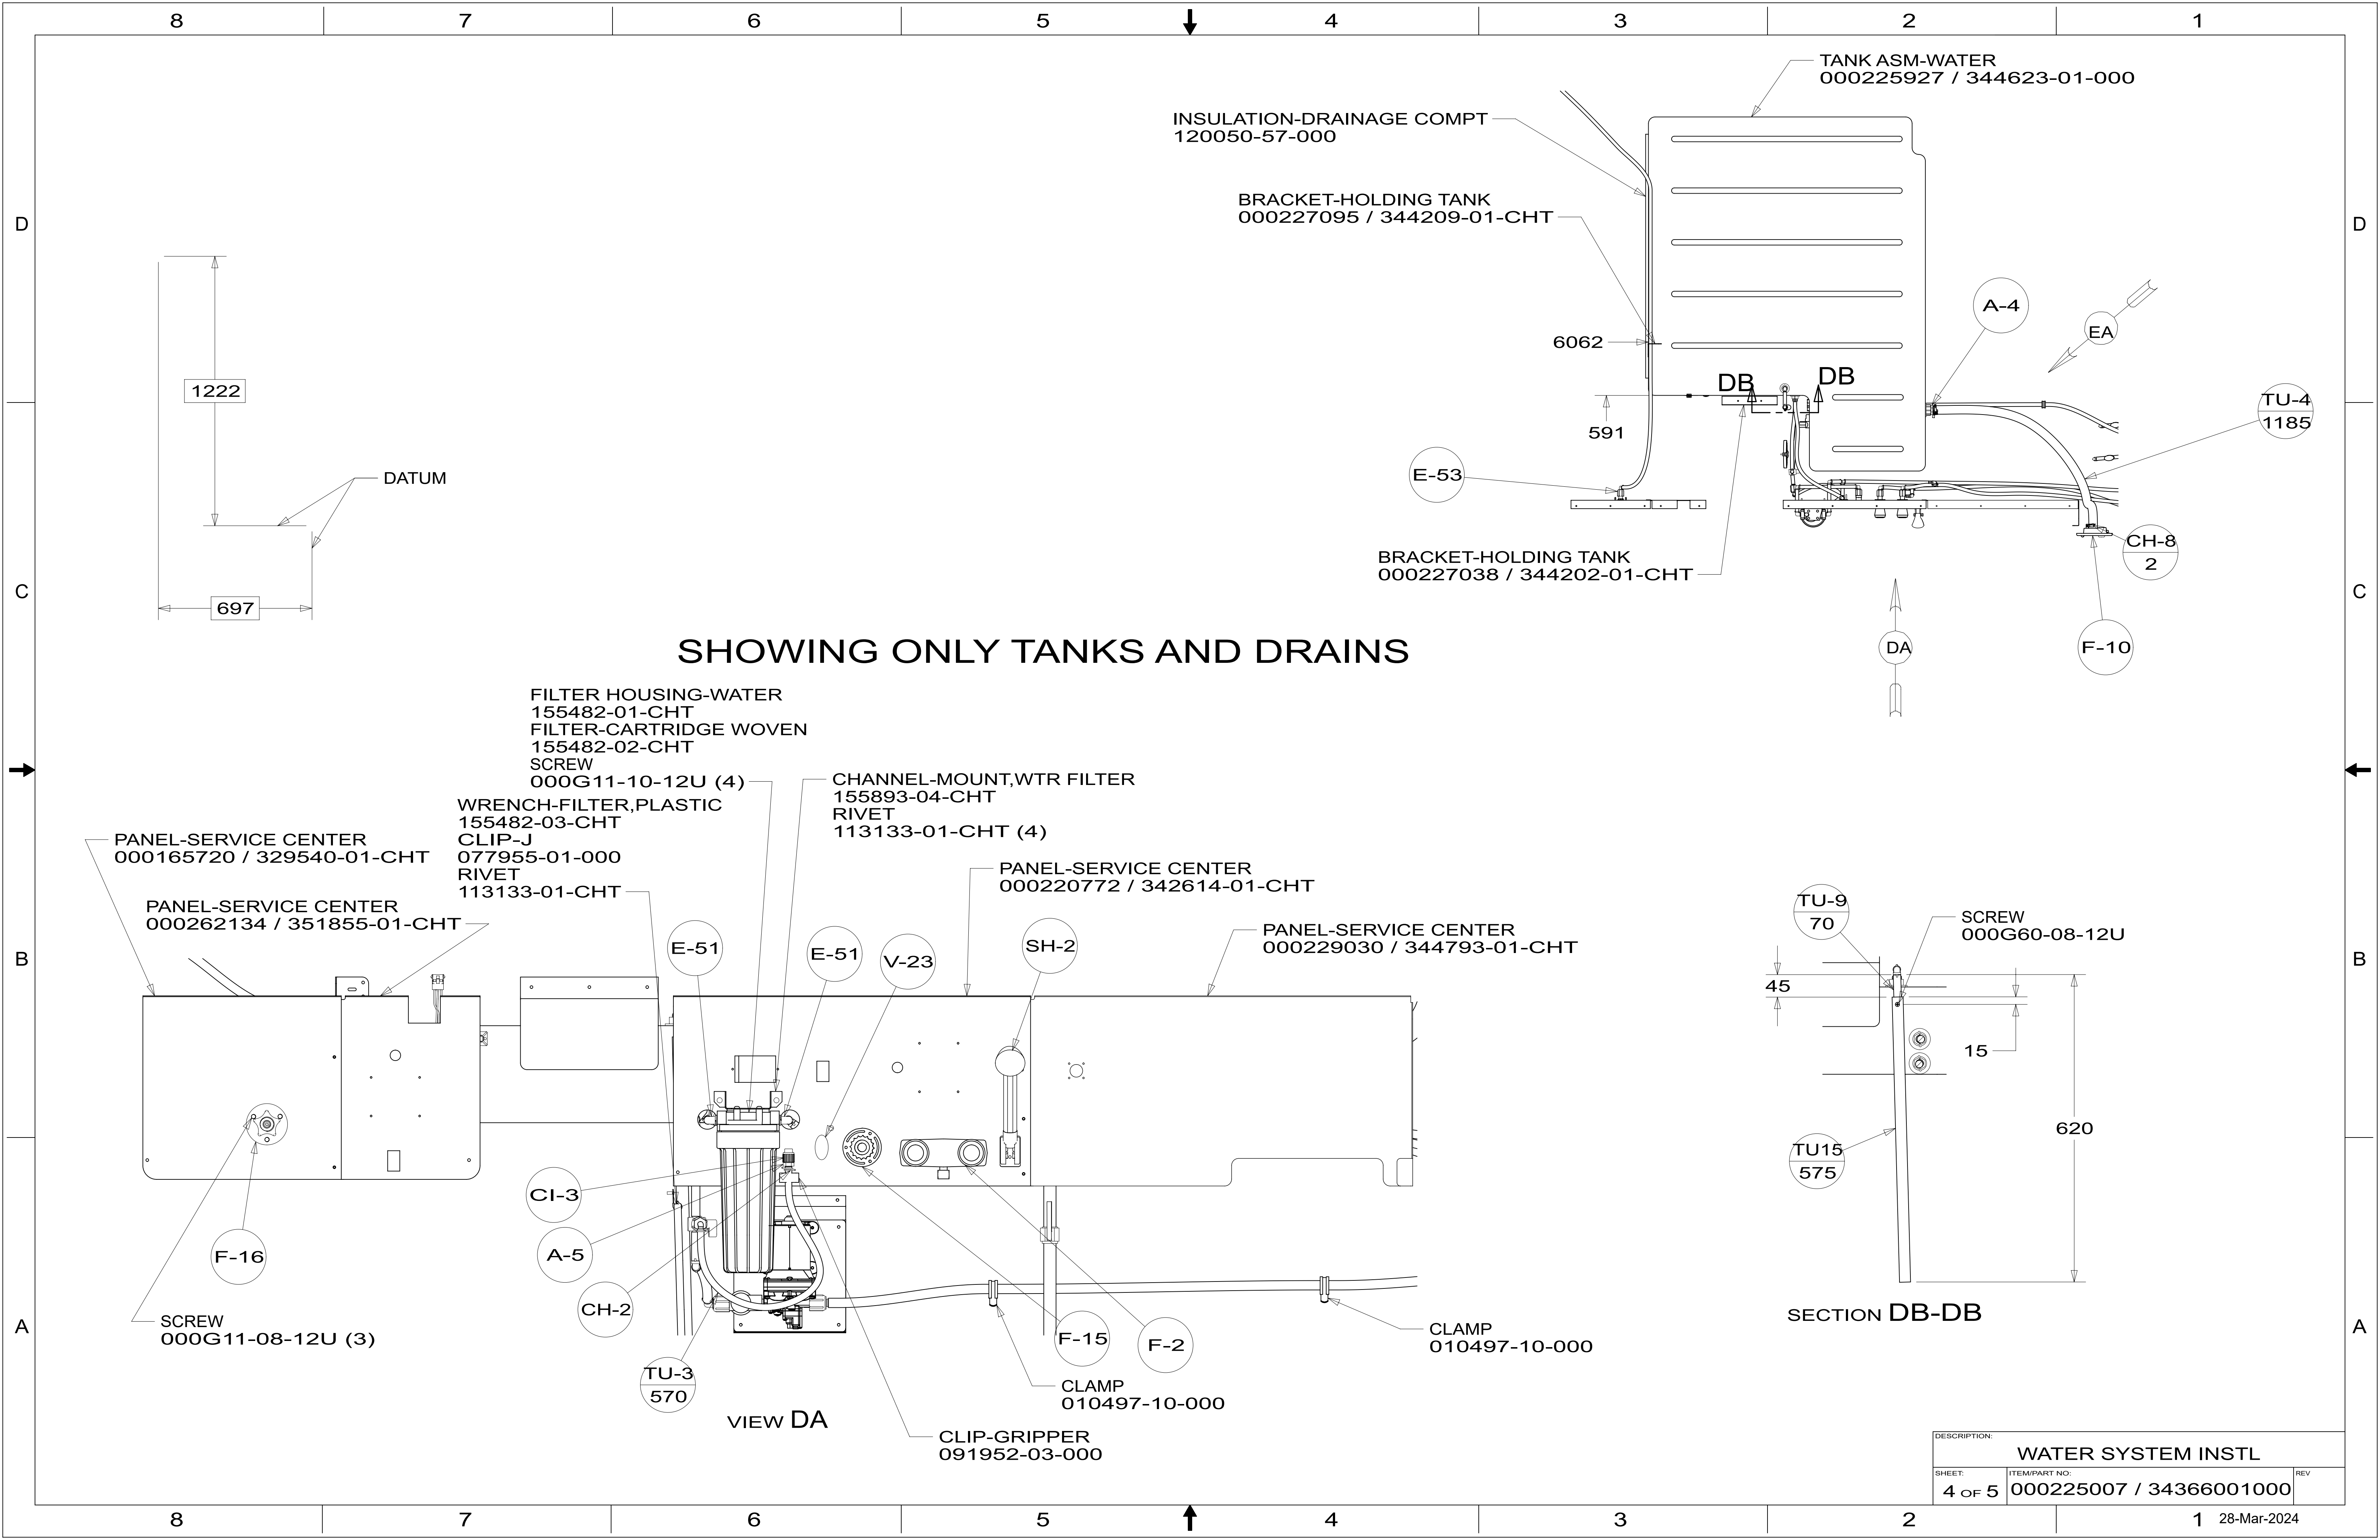 8 7 6 5 4 3 2 1
TANK ASM-WATER
000225927 / 344623-01-000
INSULATION-DRAINAGE COMPT
120050-57-000
BRACKET-HOLDING TANK
000227095 / 344209-01-CHT
D
D
A-4
EA
6062
DB
DB
1222
TU-4
1185
591
DATUM
E-53
CH-8
2
BRACKET-HOLDING TANK
000227038 / 344202-01-CHT
C
C
697
DA
F-10
SHOWING ONLY TANKS AND DRAINS
FILTER HOUSING-WATER
155482-01-CHT
FILTER-CARTRIDGE WOVEN
155482-02-CHT
SCREW
000G11-10-12U (4)
CHANNEL-MOUNT,WTR FILTER
155893-04-CHT
RIVET
113133-01-CHT (4)
WRENCH-FILTER,PLASTIC
155482-03-CHT
CLIP-J
077955-01-000
RIVET
113133-01-CHT
PANEL-SERVICE CENTER
000165720 / 329540-01-CHT
PANEL-SERVICE CENTER
000262134 / 351855-01-CHT
PANEL-SERVICE CENTER
000220772 / 342614-01-CHT
PANEL-SERVICE CENTER
000229030 / 344793-01-CHT
E-51
E-51
V-23
SH-2
TU-9
70
SCREW
000G60-08-12U
B
B
45
15
620
TU15
575
CI-3
A-5
CH-2
F-16
SCREW
000G11-08-12U (3)
TU-3
570
F-15
F-2
CLAMP
010497-10-000
CLAMP
010497-10-000
CLIP-GRIPPER
091952-03-000
VIEW DA
SECTION DB-DB
A
A
DESCRIPTION:
WATER SYSTEM INSTL
SHEET:
4 OF 5
ITEM/PART NO:
000225007 / 34366001000
REV
8 7 6 5 4 3 2 1
28-Mar-2024